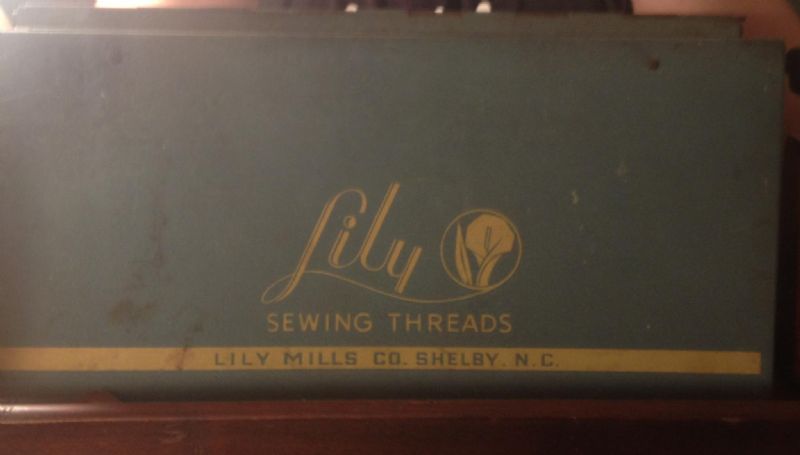 Lily
SEWING THREADS
LILY MILLS CO. SHELBY. N.C.